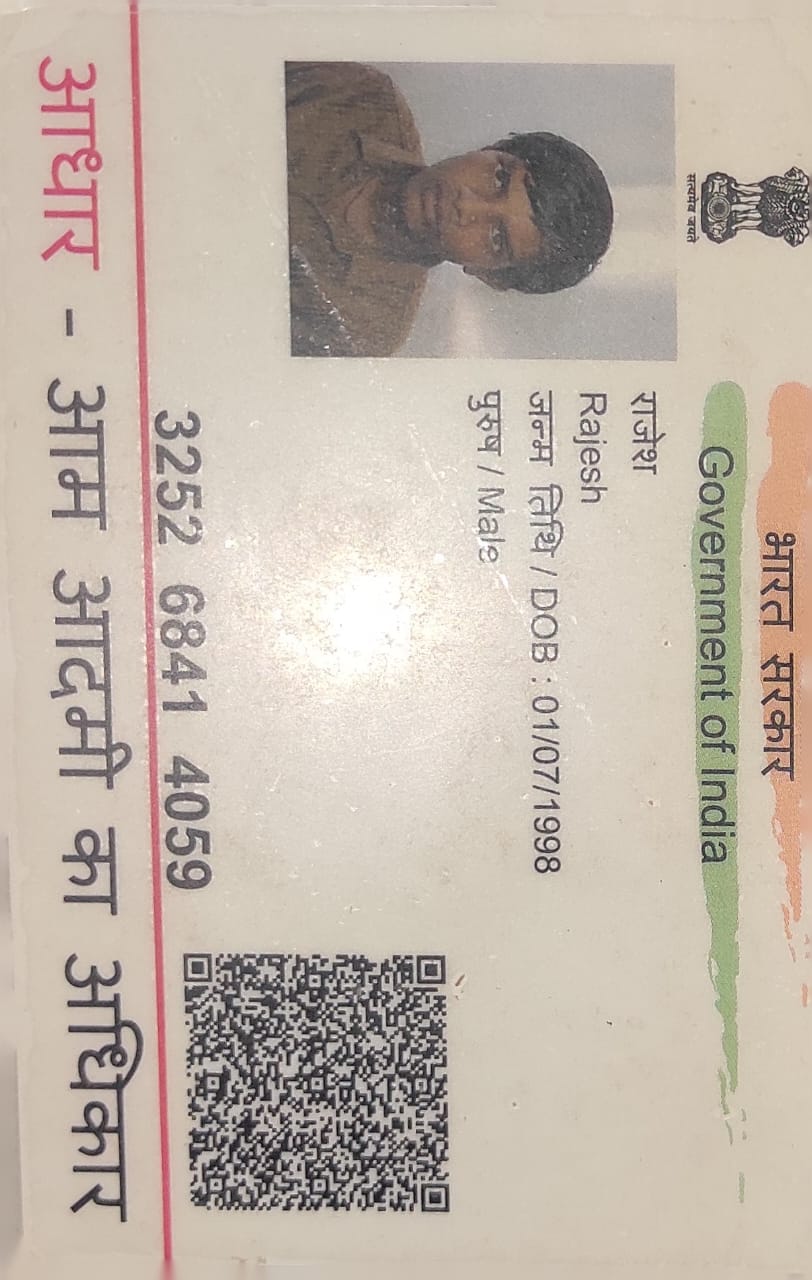 भारत सरकार
Government of India
सत्यमेव जयते
राजेश
Rajesh
जन्म तिथि / DOB : 01/07/1998
पुरुष / Male
3252 6841 4059
आधार - आम आदमी का अधिकार